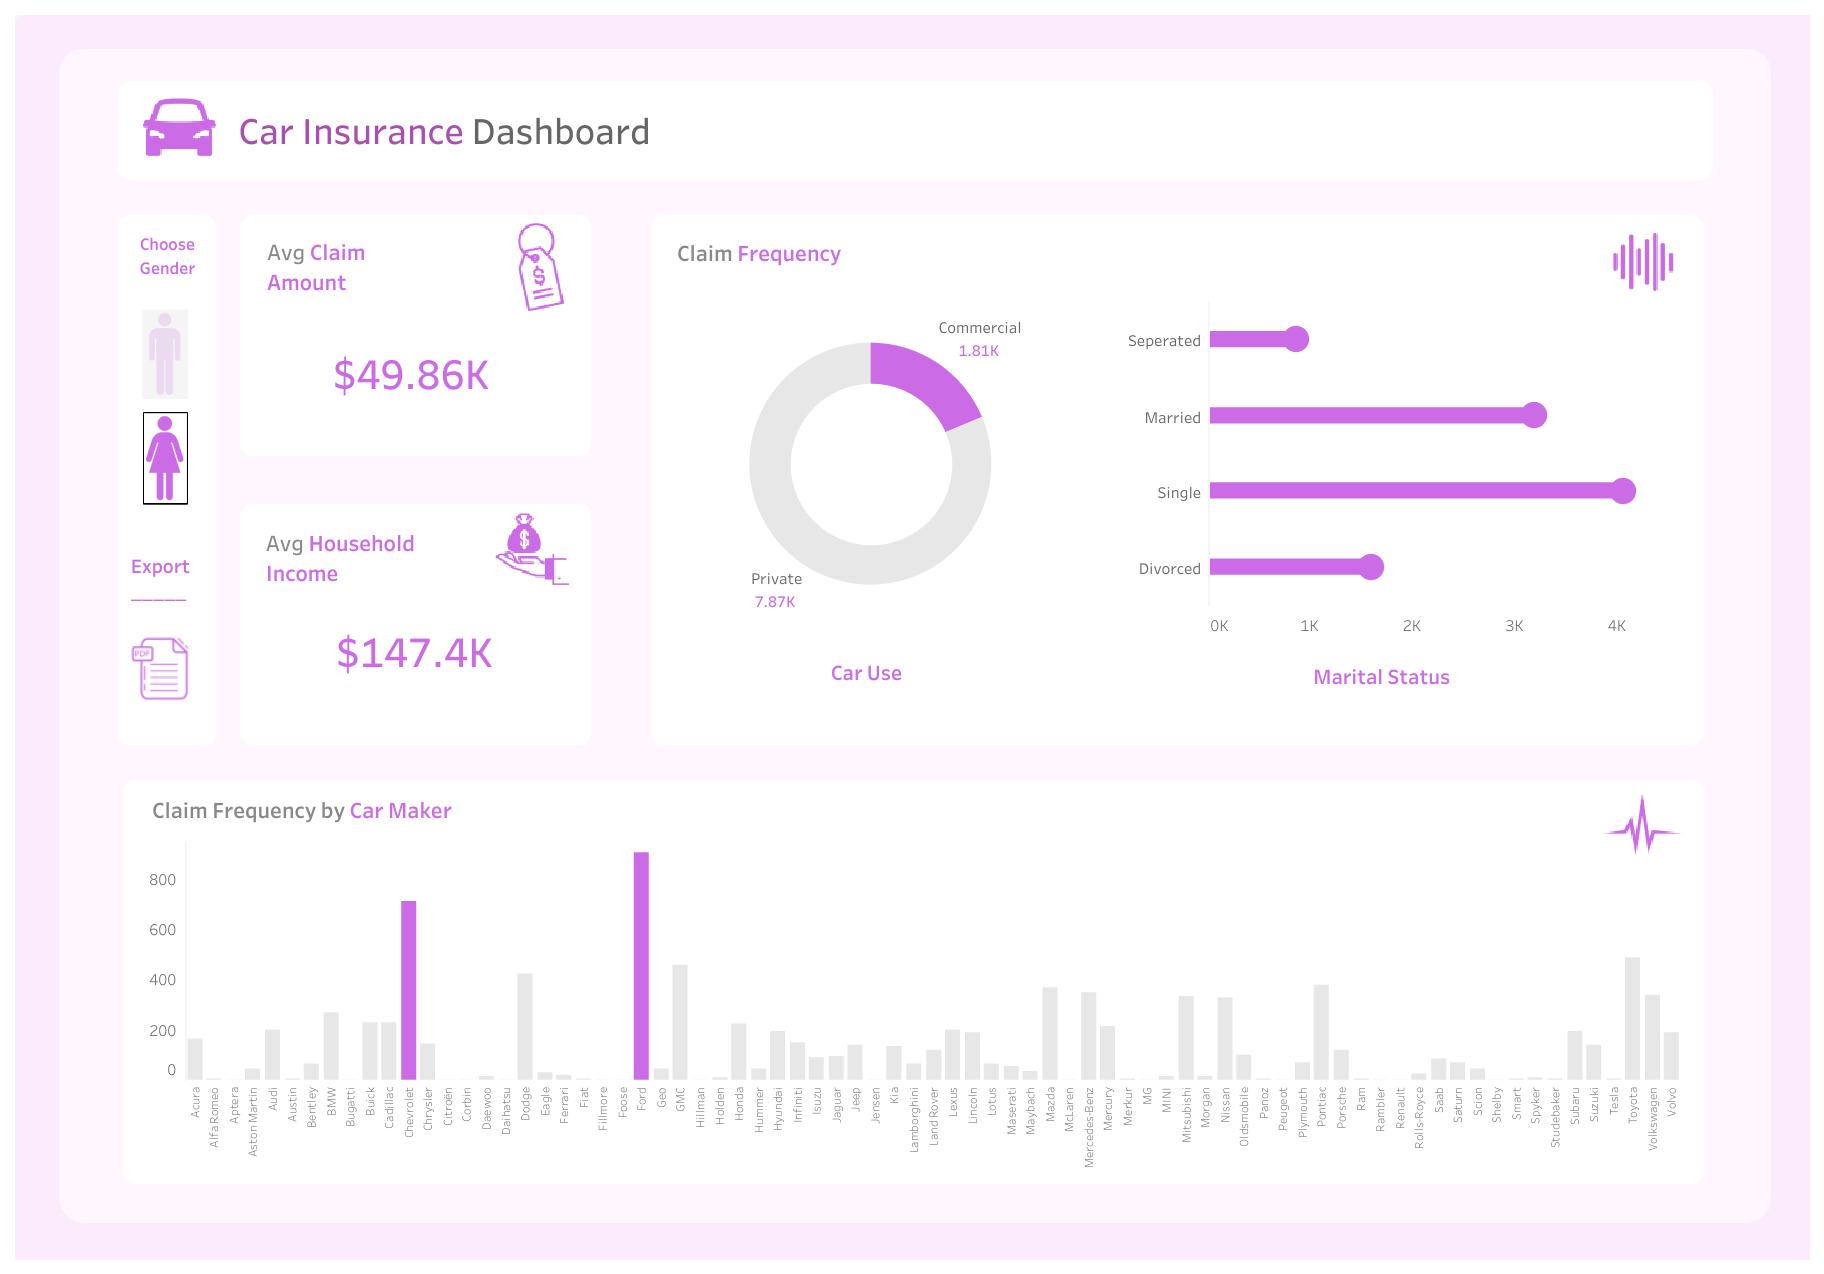 Car Insurance Dashboard
Choose
Gender
Export
_____
PDF
Avg Claim
Amount
$
$49.86K
Avg Household
Income
$
$147.4K
Claim Frequency
Commercial
1.81K
Private
7.87K
Car Use
Seperated
Married
Single
Divorced
0K
1K
2K
3K
4K
Marital Status
Claim Frequency by Car Maker
800
600
400
200
0
Acura
Alfa Romeo
Aptera
Aston Martin
Audi
Austin
Bentley
BMW
Bugatti
Buick
Cadillac
Chevrolet
Chrysler
Citroën
Corbin
Daewoo
Daihatsu
Dodge
Eagle
Ferrari
Fiat
Fillmore
Foose
Ford
Geo
GMC
Hillman
Holden
Honda
Hummer
Hyundai
Infiniti
Isuzu
Jaguar
Jeep
Jensen
Kia
Lamborghini
Land Rover
Lexus
Lincoln
Lotus
Maserati
Maybach
Mazda
McLaren
Mercedes-Benz
Mercury
Merkur
MG
MINI
Mitsubishi
Morgan
Nissan
Oldsmobile
Panoz
Peugeot
Plymouth
Pontiac
Porsche
Ram
Rambler
Renault
Rolls-Royce
Saab
Saturn
Scion
Shelby
Smart
Spyker
Studebaker
Subaru
Suzuki
Tesla
Toyota
Volkswagen
Volvo